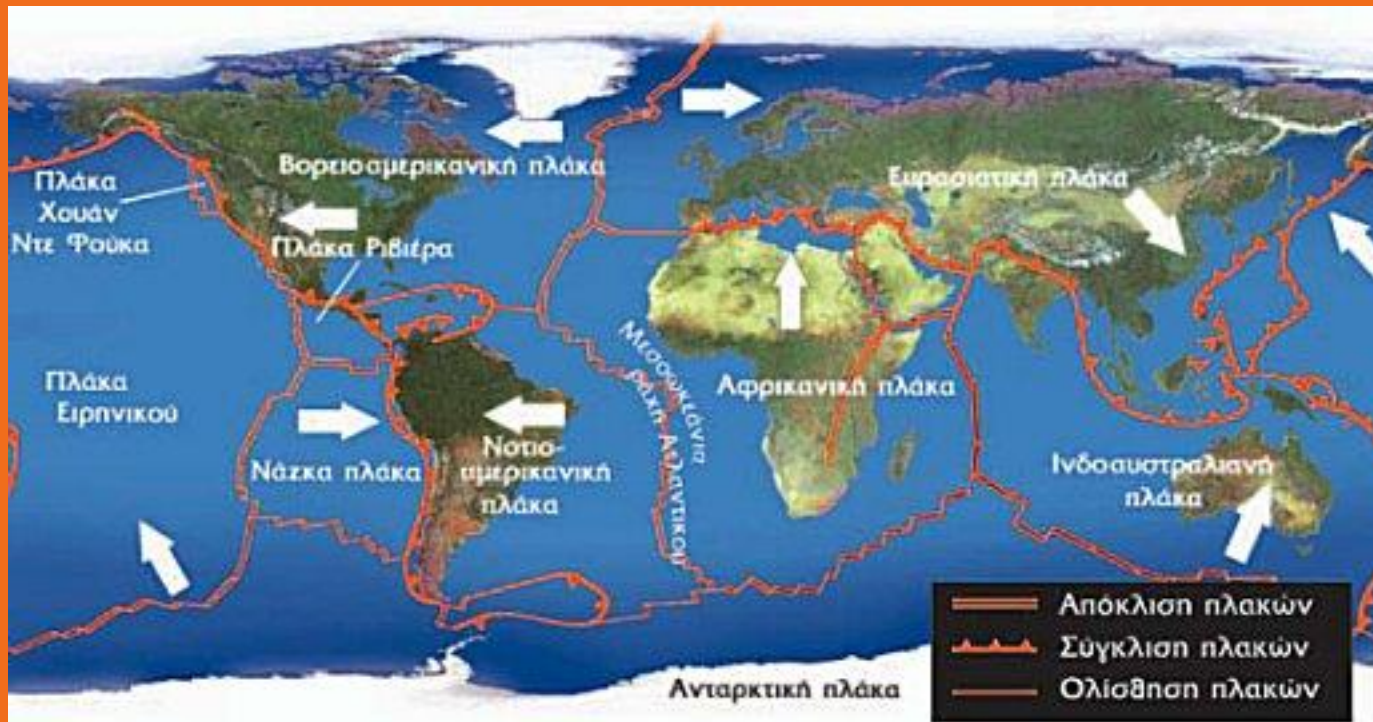 Βορειοαμερικανική πλάκα
Πλάκα
Χουάν
Ντε Φούκα
Πλάκα Ριβιέρα
Ευρασιατική πλάκα
Πλάκα
Ειρηνικού
Νάζκα πλάκα
Νοτιο-
αμερικανική
πλάκα
Μεσωκεάνια
ράχη Ατλαντικού
Αφρικανική πλάκα
Ινδοαυστραλιανή
πλάκα
Ανταρκτική πλάκα
Απόκλιση πλακών
Σύγκλιση πλακών
Ολίσθηση πλακών